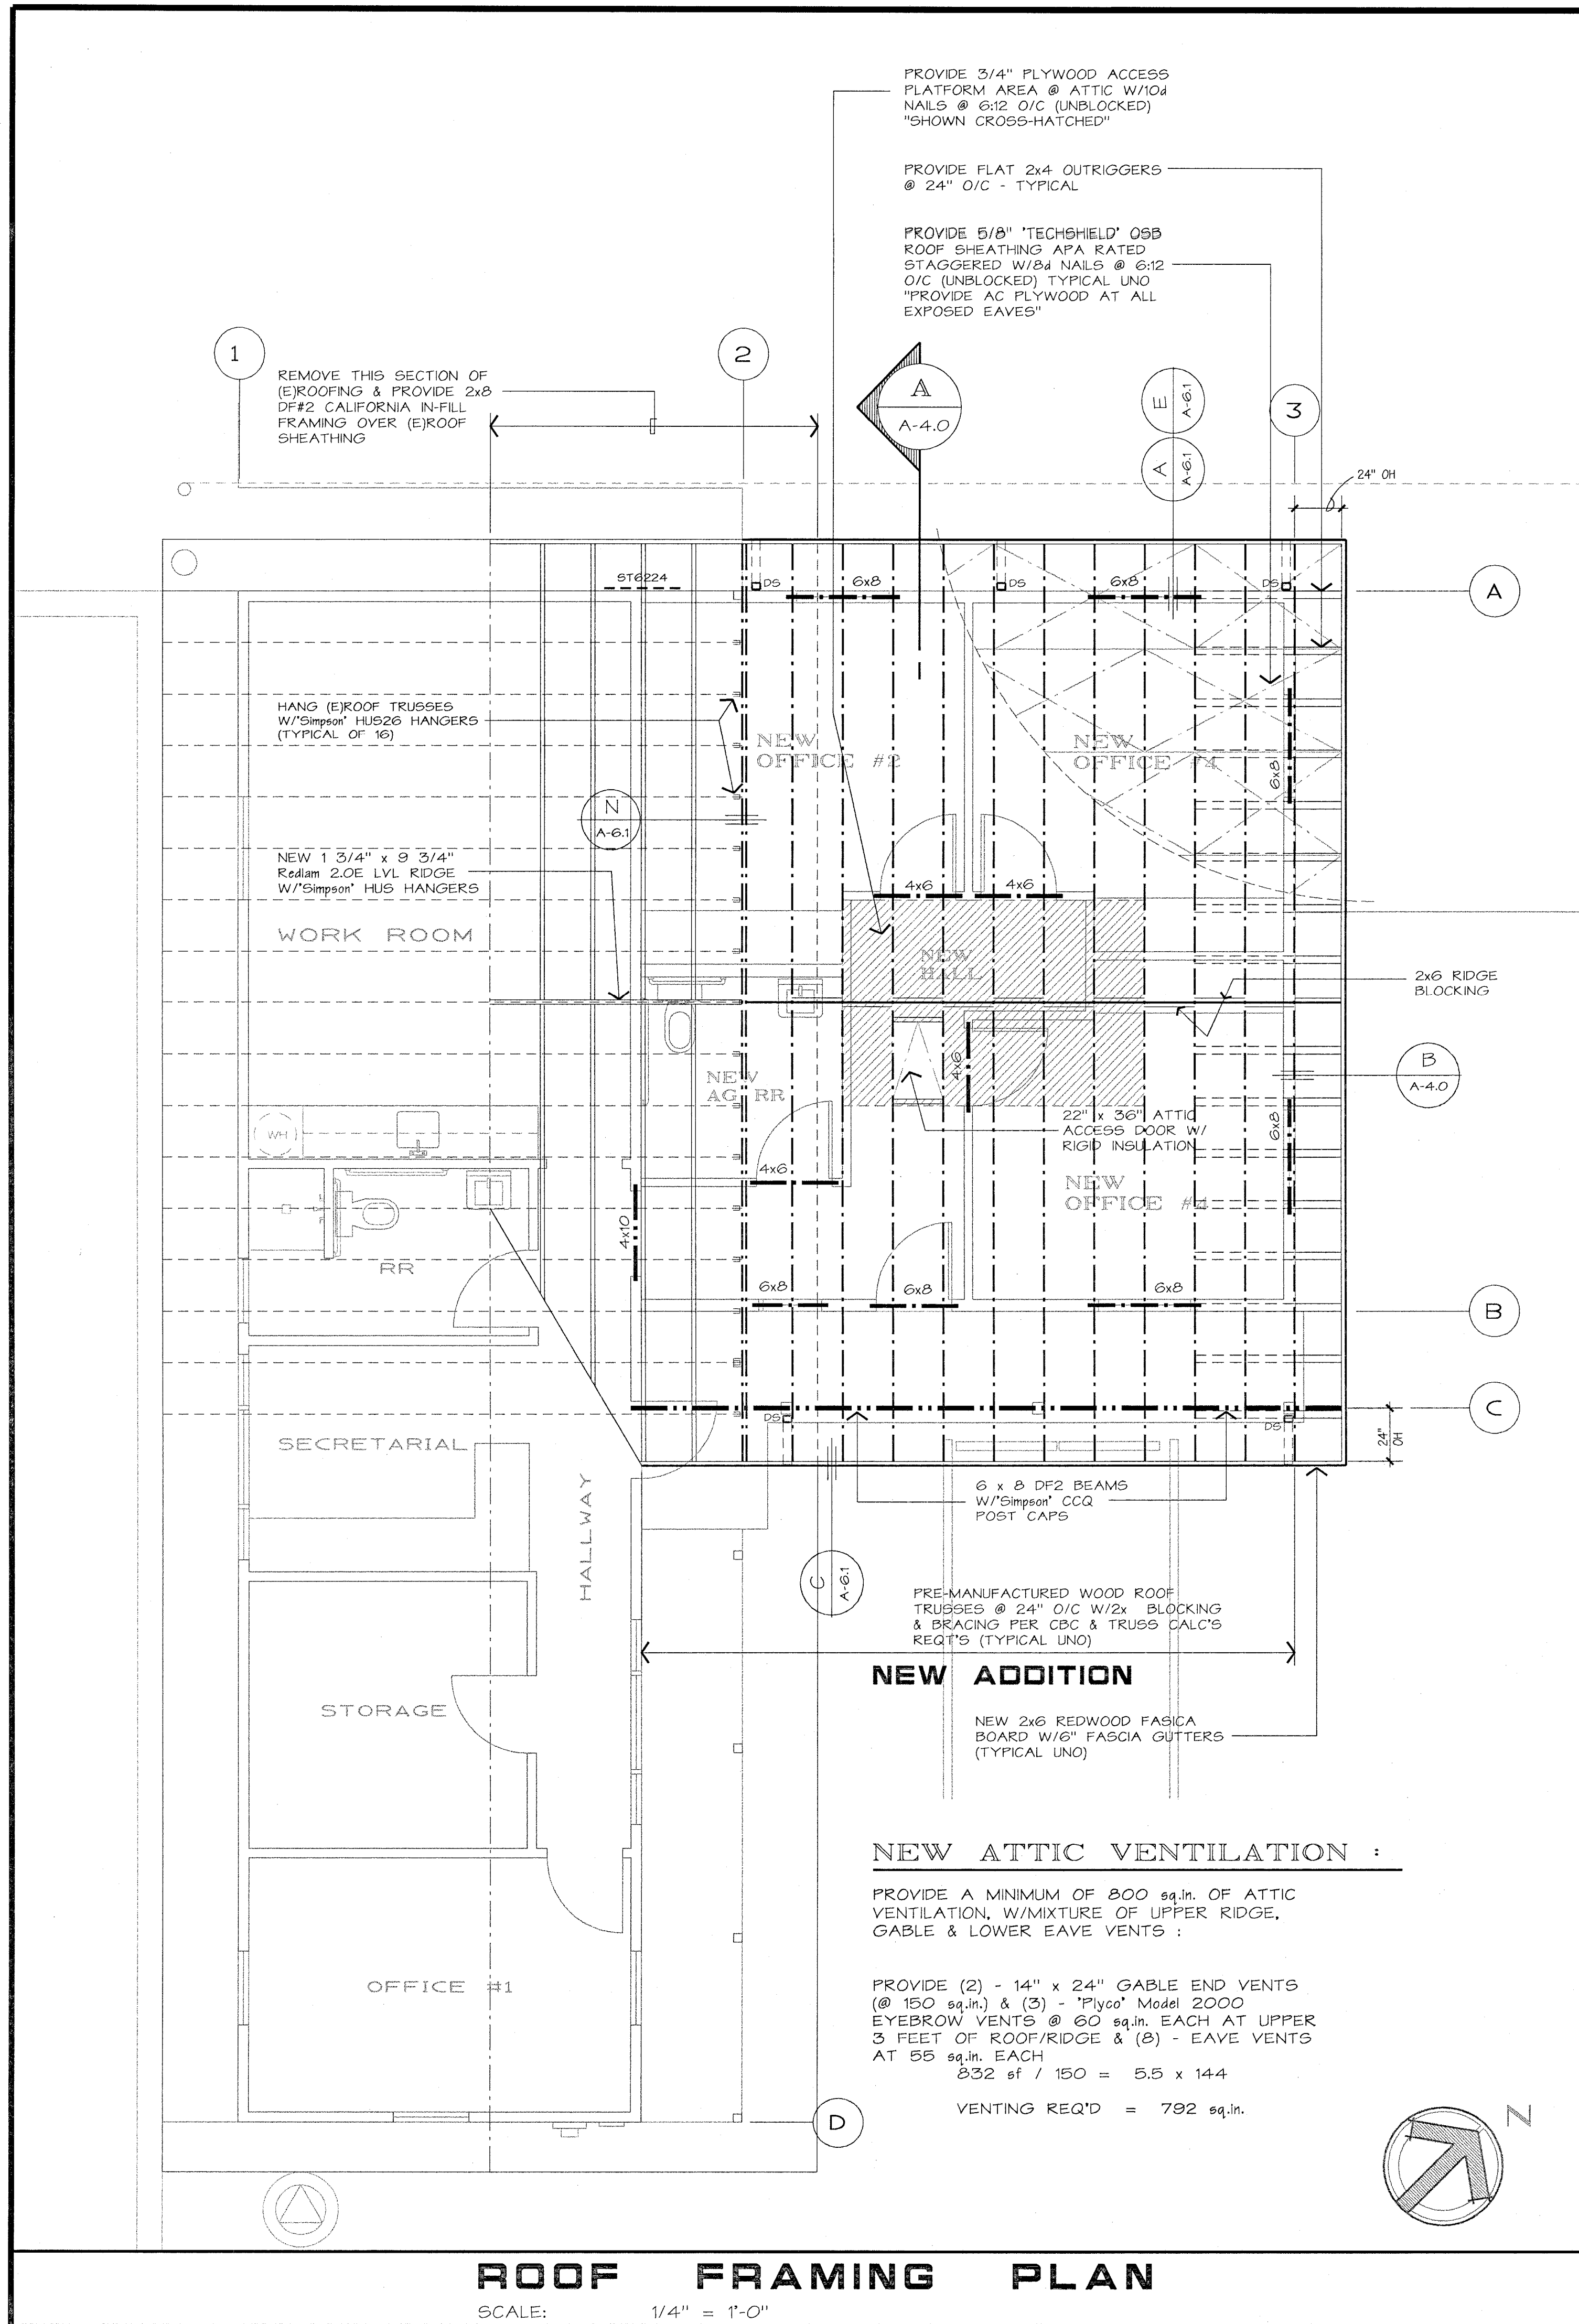 PROVIDE 3/4" PLYWOOD ACCESS
PLATFORM AREA @ ATTIC W/10d
NAILS @ 6:12 O/C (UNBLOCKED)
"SHOWN CROSS-HATCHED"
PROVIDE FLAT 2x4 OUTRIGGERS
@ 24" O/C - TYPICAL
PROVIDE 5/8" 'TECHSHIELD' OSB
ROOF SHEATHING APA RATED
STAGGERED W/8d NAILS @ 6:12
O/C (UNBLOCKED) TYPICAL UNO
"PROVIDE AC PLYWOOD AT ALL
EXPOSED EAVES"
1
2
3
REMOVE THIS SECTION OF
(E)ROOFING & PROVIDE 2x8
DF#2 CALIFORNIA IN-FILL
FRAMING OVER (E)ROOF
SHEATHING
A
A-4.0
E
A-6.1
A
A-6.1
24" OH
ST6224
DS
6x8
DS
6x8
DS
A
HANG (E)ROOF TRUSSES
W/'Simpson' HUS26 HANGERS
(TYPICAL OF 16)
NEW
OFFICE #2
NEW
OFFICE #4
6x8
N
A-6.1
NEW 1 3/4" x 9 3/4"
Redlam 2.0E LVL RIDGE
W/'Simpson' HUS HANGERS
4x6
4x6
WORK ROOM
NEW
HALL
2x6 RIDGE
BLOCKING
NEW
AG RR
4x6
B
A-4.0
22" x 36" ATTIC
ACCESS DOOR W/
RIGID INSULATION
6x8
WH
4x6
NEW
OFFICE #
4x10
RR
6x8
6x8
6x8
B
DS
DS
C
24"
OH
SECRETARIAL
HALLWAY
6 x 8 DF2 BEAMS
W/'Simpson' CCQ
POST CAPS
C
A-6.1
PRE-MANUFACTURED WOOD ROOF
TRUSSES @ 24" O/C W/2x BLOCKING
& BRACING PER CBC & TRUSS CALC'S
REQT'S (TYPICAL UNO)
NEW ADDITION
STORAGE
NEW 2x6 REDWOOD FASICA
BOARD W/6" FASCIA GUTTERS
(TYPICAL UNO)
NEW ATTIC VENTILATION :
PROVIDE A MINIMUM OF 800 sq.in. OF ATTIC
VENTILATION, W/MIXTURE OF UPPER RIDGE,
GABLE & LOWER EAVE VENTS :
OFFICE #1
PROVIDE (2) - 14" x 24" GABLE END VENTS
(@ 150 sq.in.) & (3) - 'Plyco' Model 2000
EYEBROW VENTS @ 60 sq.in. EACH AT UPPER
3 FEET OF ROOF/RIDGE & (8) - EAVE VENTS
AT 55 sq.in. EACH
832 sf / 150 = 5.5 x 144
VENTING REQ'D = 792 sq.in.
D
N
ROOF FRAMING PLAN
SCALE: 1/4" = 1'-0"